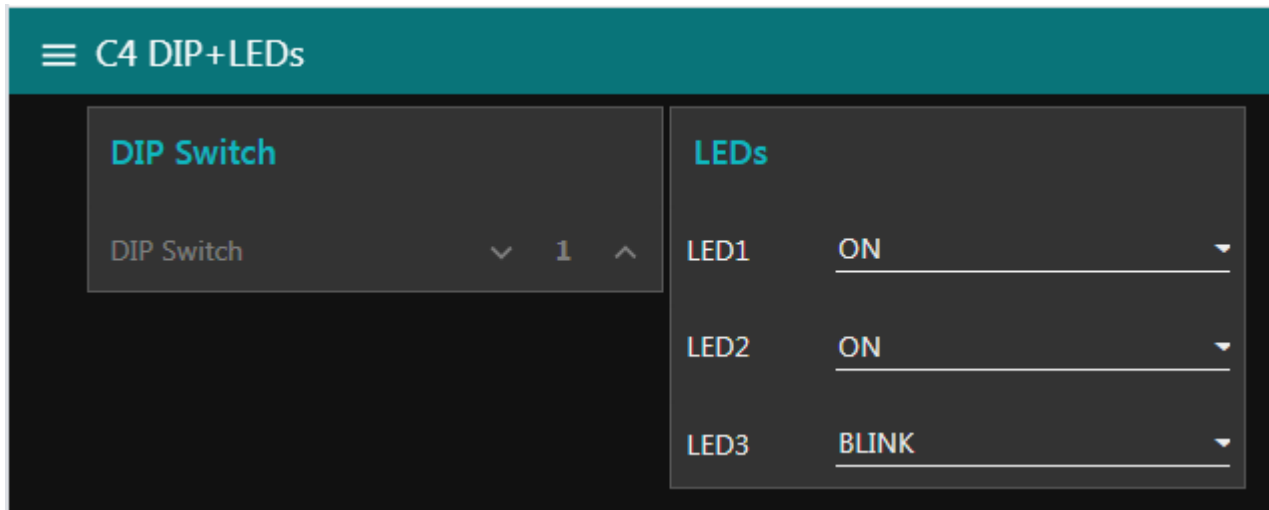 C4 DIP+LEDs
DIP Switch
DIP Switch 1
LEDs
LED1 ON
LED2 ON
LED3 BLINK